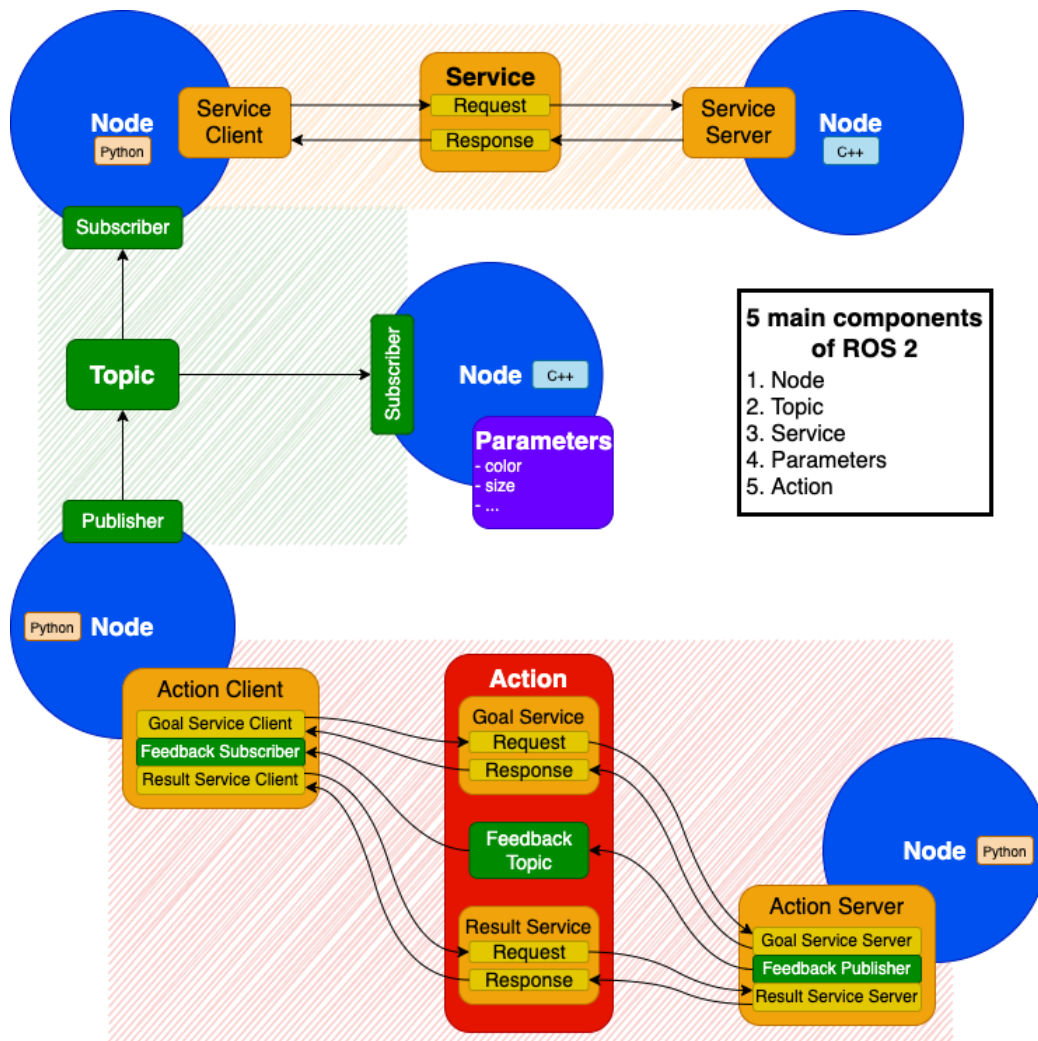 Node
Python
Service
Client
Service
Request
Response
Service
Server
Node
C++
Subscriber
Topic
Publisher
Subscriber
Node
C++
Parameters
- color
- size
- ...
5 main components
of ROS 2
1. Node
2. Topic
3. Service
4. Parameters
5. Action
Python
Node
Action Client
Goal Service Client
Feedback Subscriber
Result Service Client
Action
Goal Service
Request
Response
Feedback
Topic
Result Service
Request
Response
Node
Python
Action Server
Goal Service Server
Feedback Publisher
Result Service Server